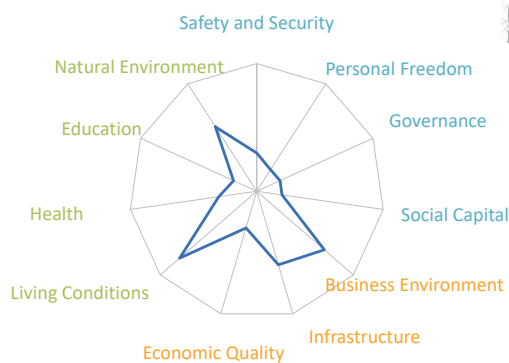 Safety and Security
Natural Environment
Personal Freedom
Education
Governance
Health
Social Capital
Living Conditions
Business Environment
Infrastructure
Economic Quality